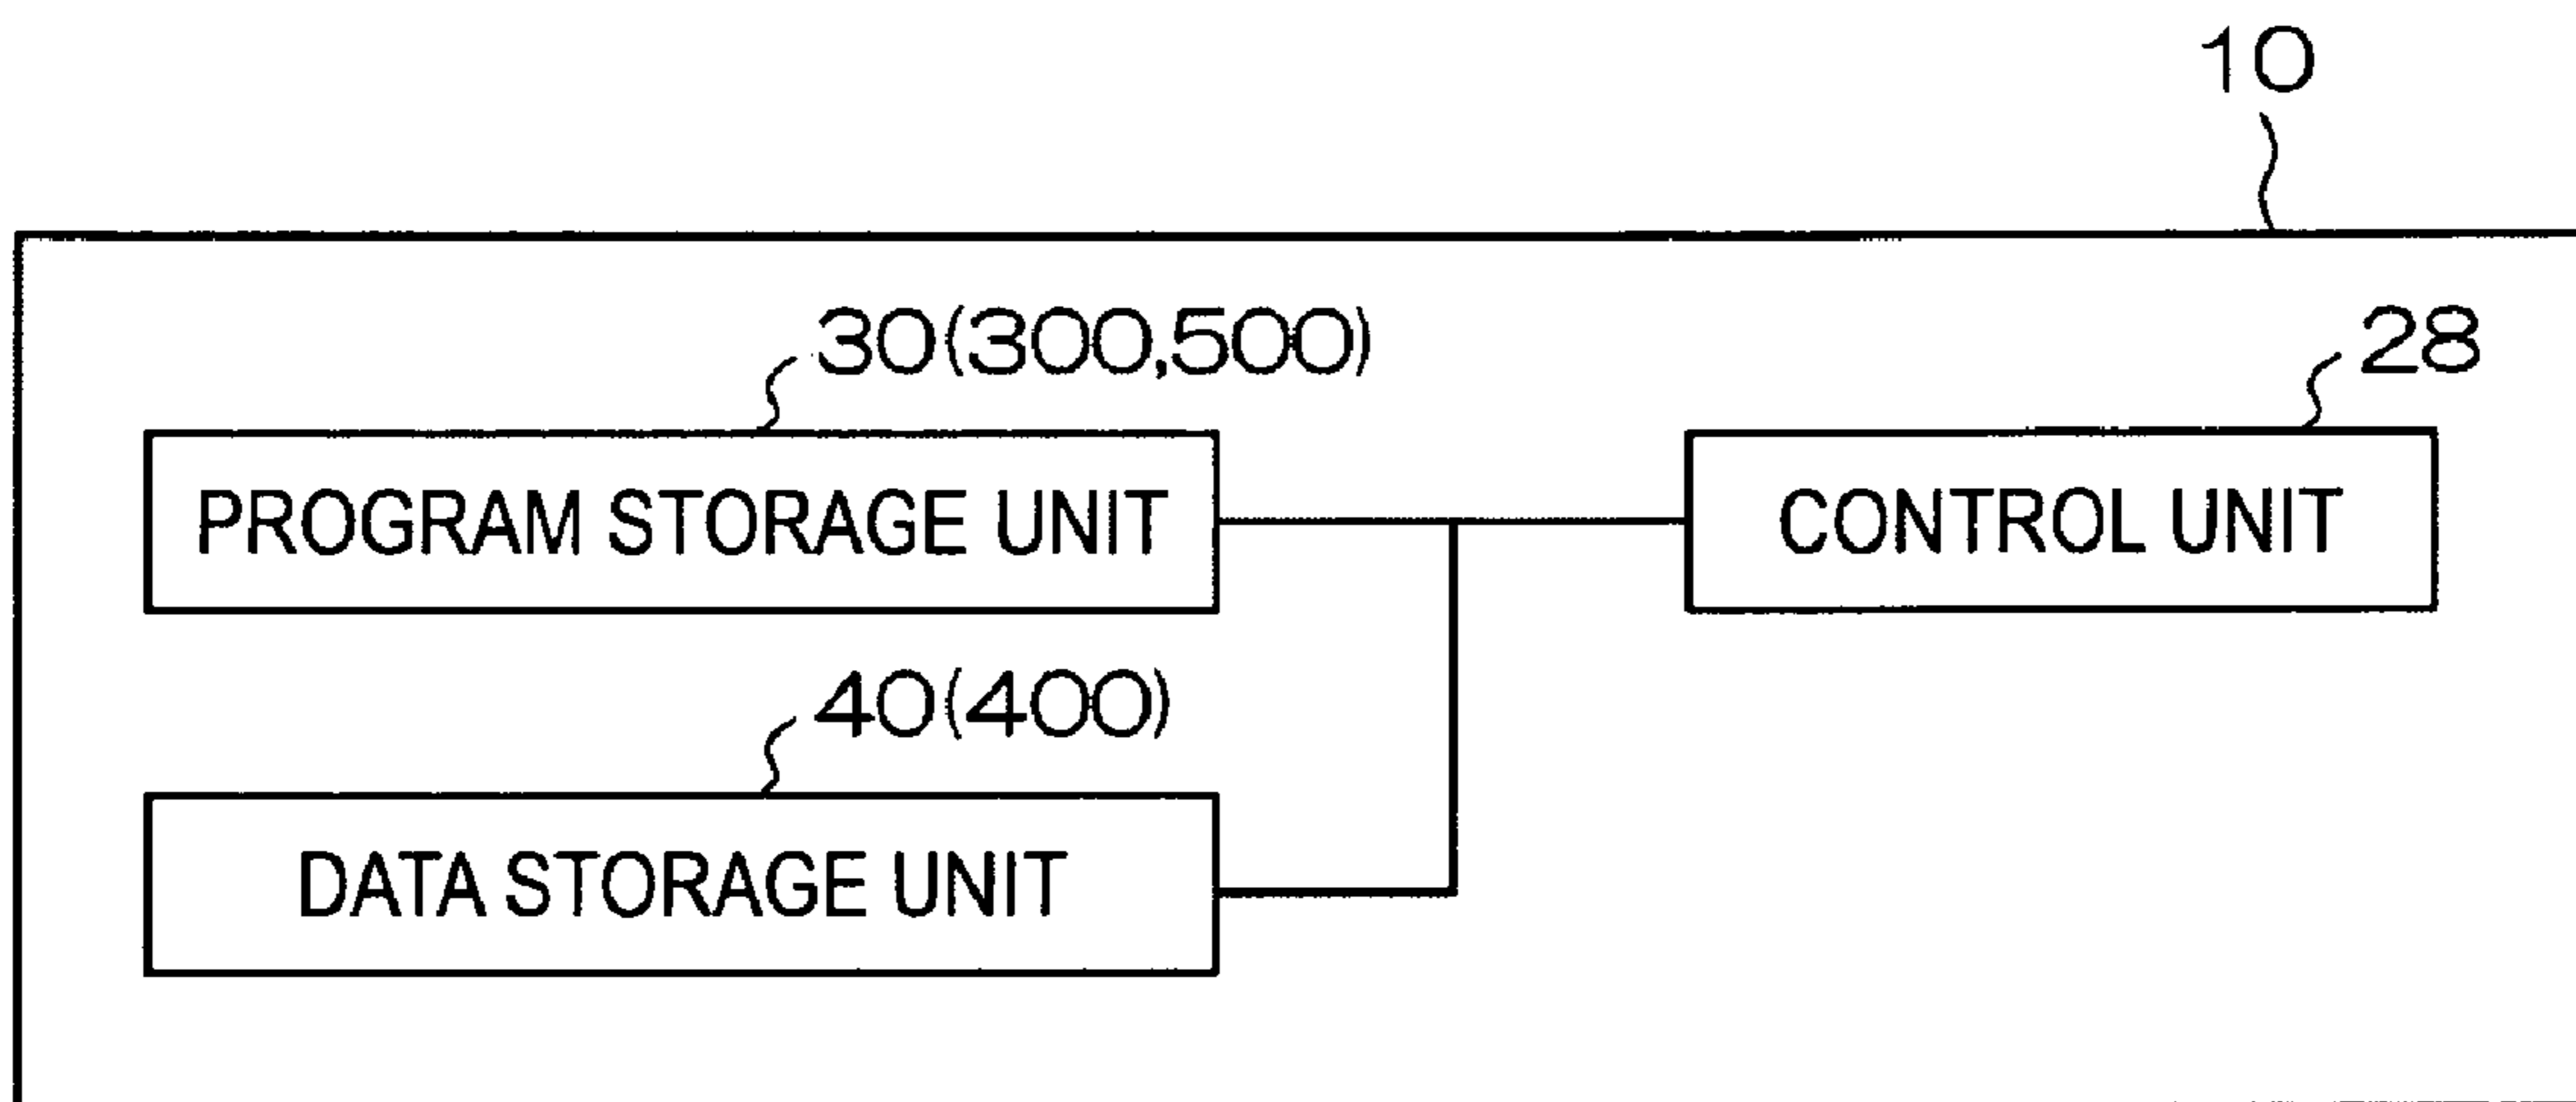 10
30(300,500)
28
PROGRAM STORAGE UNIT
CONTROL UNIT
40(400)
DATA STORAGE UNIT